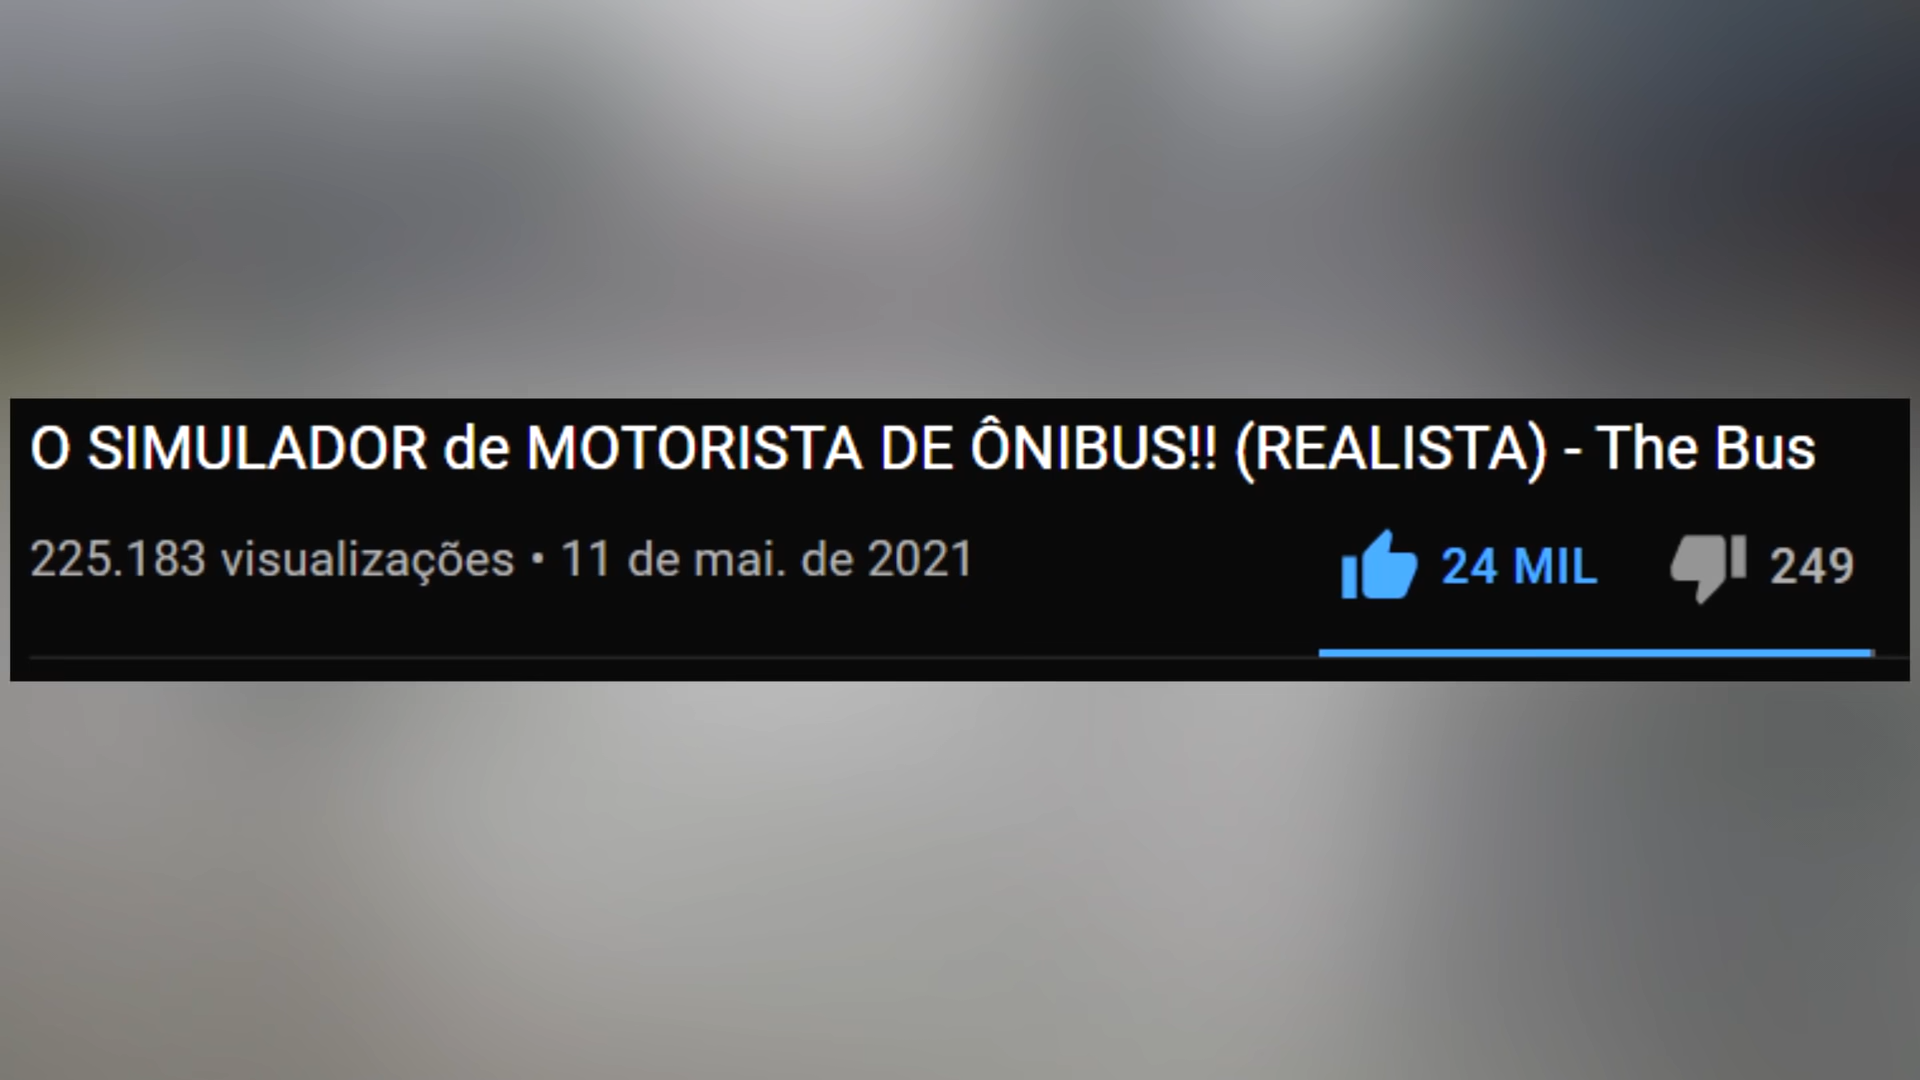 O SIMULADOR de MOTORISTA DE ÔNIBUS!! (REALISTA) - The Bus
225.183 visualizações • 11 de mai. de 2021 24 MIL 249